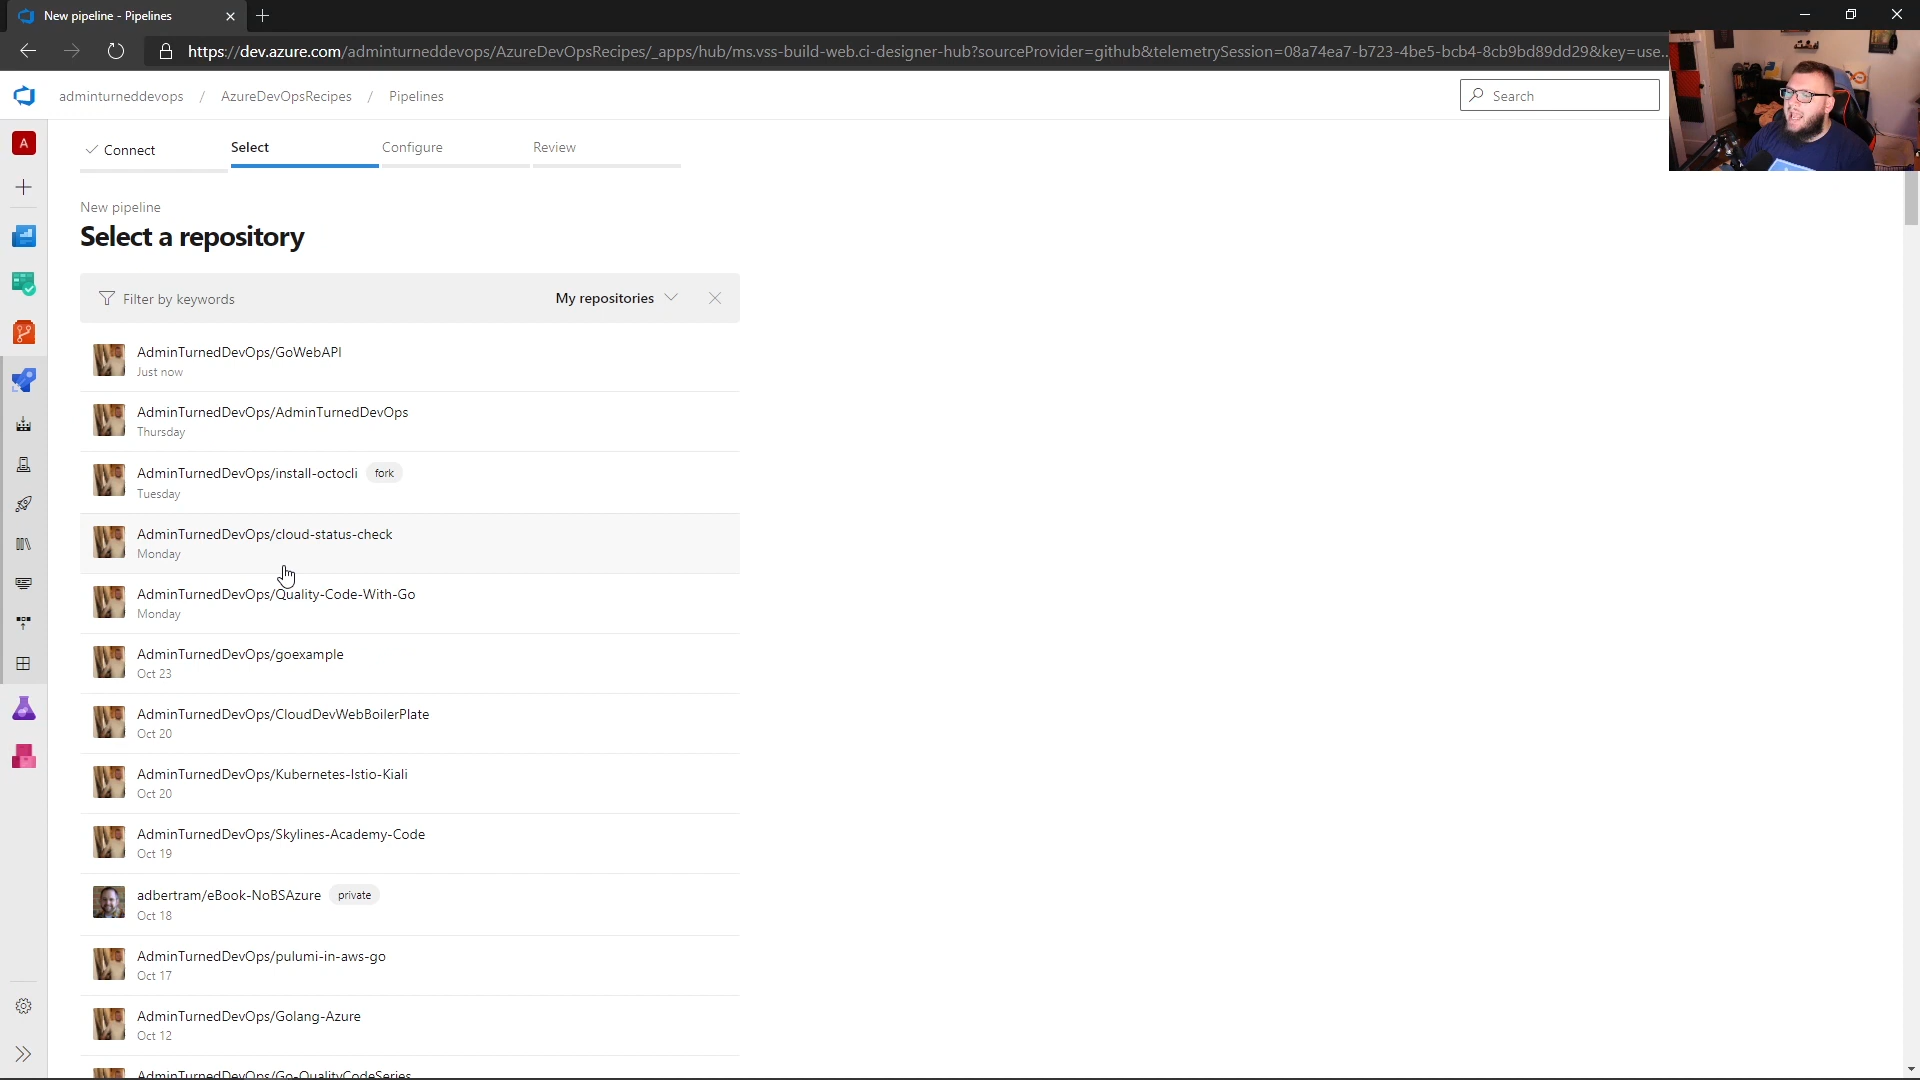 New pipeline - Pipelines
https://dev.azure.com/adminturneddevops/AzureDevOpsRecipes/_apps/hub/ms.vss-build-web.ci-designer-hub?sourceProvider=github&telemetrySession=08a74ea7-b723-4be5-bcb4-8cb9bd89dd29&key=use...
adminturneddevops / AzureDevOpsRecipes / Pipelines
Search
A
Connect
Select
Configure
Review
New pipeline
Select a repository
Filter by keywords
My repositories
AdminTurnedDevOps/GoWebAPI
Just now
AdminTurnedDevOps/AdminTurnedDevOps
Thursday
AdminTurnedDevOps/install-octocli fork
Tuesday
AdminTurnedDevOps/cloud-status-check
Monday
AdminTurnedDevOps/Quality-Code-With-Go
Monday
AdminTurnedDevOps/goexample
Oct 23
AdminTurnedDevOps/CloudDevWebBoilerPlate
Oct 20
AdminTurnedDevOps/Kubernetes-Istio-Kiali
Oct 20
AdminTurnedDevOps/Skylines-Academy-Code
Oct 19
adbertram/eBook-NoBSAzure private
Oct 18
AdminTurnedDevOps/pulumi-in-aws-go
Oct 17
AdminTurnedDevOps/Golang-Azure
Oct 12
AdminTurnedDevOps/Go-QualityCodeSeries